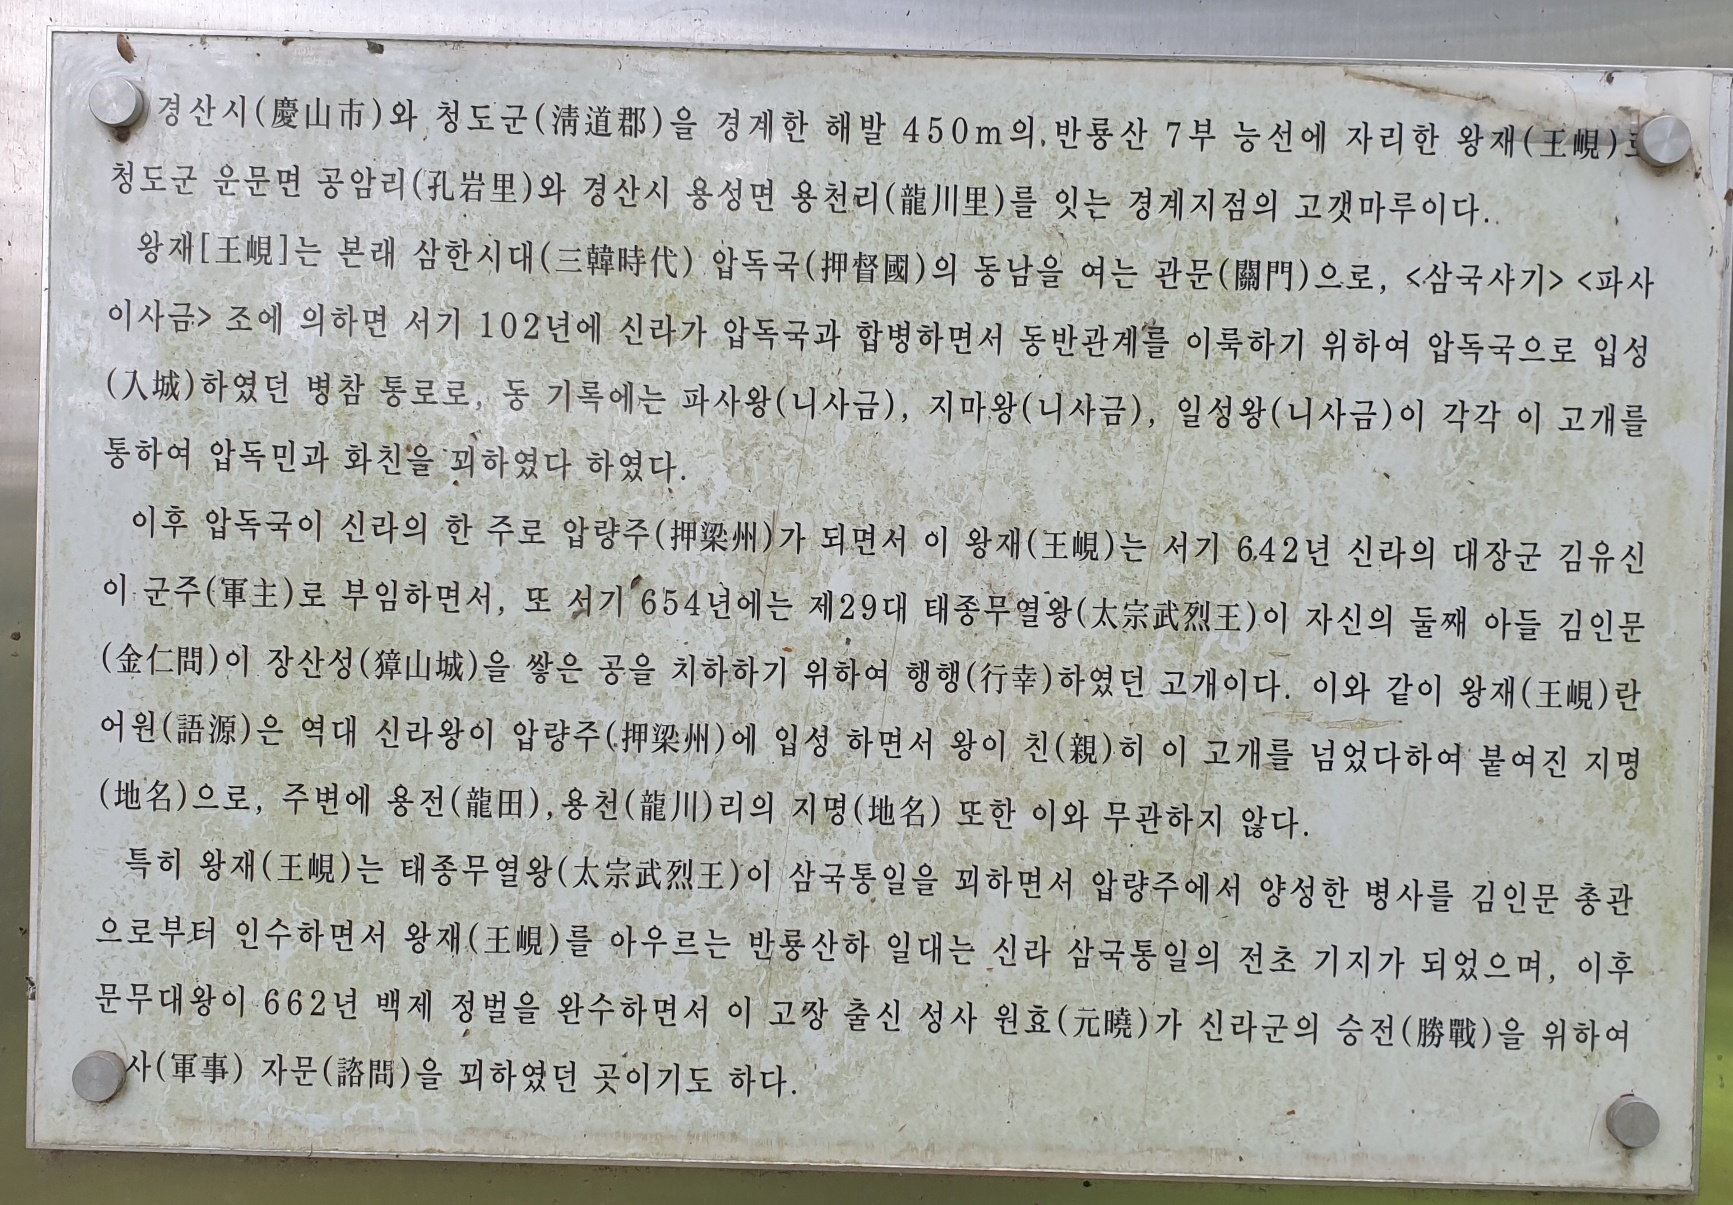 경산시(慶山市)와 청도군(淸道郡)을 경계한 해발 450m의 반룡산 7부 능선에 자리한 왕재(王峴)로
청도군 운문면 공암리(孔岩里)와 경산시 용성면 용천리(龍川里)를 잇는 경계지점의 고갯마루이다.
왕재[王峴]는 본래 삼한시대(三韓時代) 압독국(押督國)의 동남을 여는 관문(關門)으로, <삼국사기> <파사
이사금> 조에 의하면 서기 102년에 신라가 압독국과 합병하면서 동반관계를 이룩하기 위하여 압독국으로 입성
(入城)하였던 병참 통로로, 동 기록에는 파사왕(니사금), 지마왕(니사금), 일성왕(니사금)이 각각 이 고개를
통하여 압독민과 화친을 꾀하였다 하였다.
이후 압독국이 신라의 한 주로 압량주(押梁州)가 되면서 이 왕재(王峴)는 서기 642년 신라의 대장군 김유신
이 군주(軍主)로 부임하면서, 또 서기 654년에는 제29대 태종무열왕(太宗武烈王)이 자신의 둘째 아들 김인문
(金仁問)이 장산성(獐山城)을 쌓은 공을 치하하기 위하여 행행(行幸)하였던 고개이다. 이와 같이 왕재(王峴)란
어원(語源)은 역대 신라왕이 압량주(押梁州)에 입성 하면서 왕이 친(親)히 이 고개를 넘었다하여 붙여진 지명
(地名)으로, 주변에 용전(龍田),용천(龍川)리의 지명(地名) 또한 이와 무관하지 않다.
특히 왕재(王峴)는 태종무열왕(太宗武烈王)이 삼국통일을 꾀하면서 압량주에서 양성한 병사를 김인문 총관
으로부터 인수하면서 왕재(王峴)를 아우르는 반룡산하 일대는 신라 삼국통일의 전초 기지가 되었으며, 이후
문무대왕이 662년 백제 정벌을 완수하면서 이 고장 출신 성사 원효(元曉)가 신라군의 승전(勝戰)을 위하여
사(軍事) 자문(諮問)을 꾀하였던 곳이기도 하다.